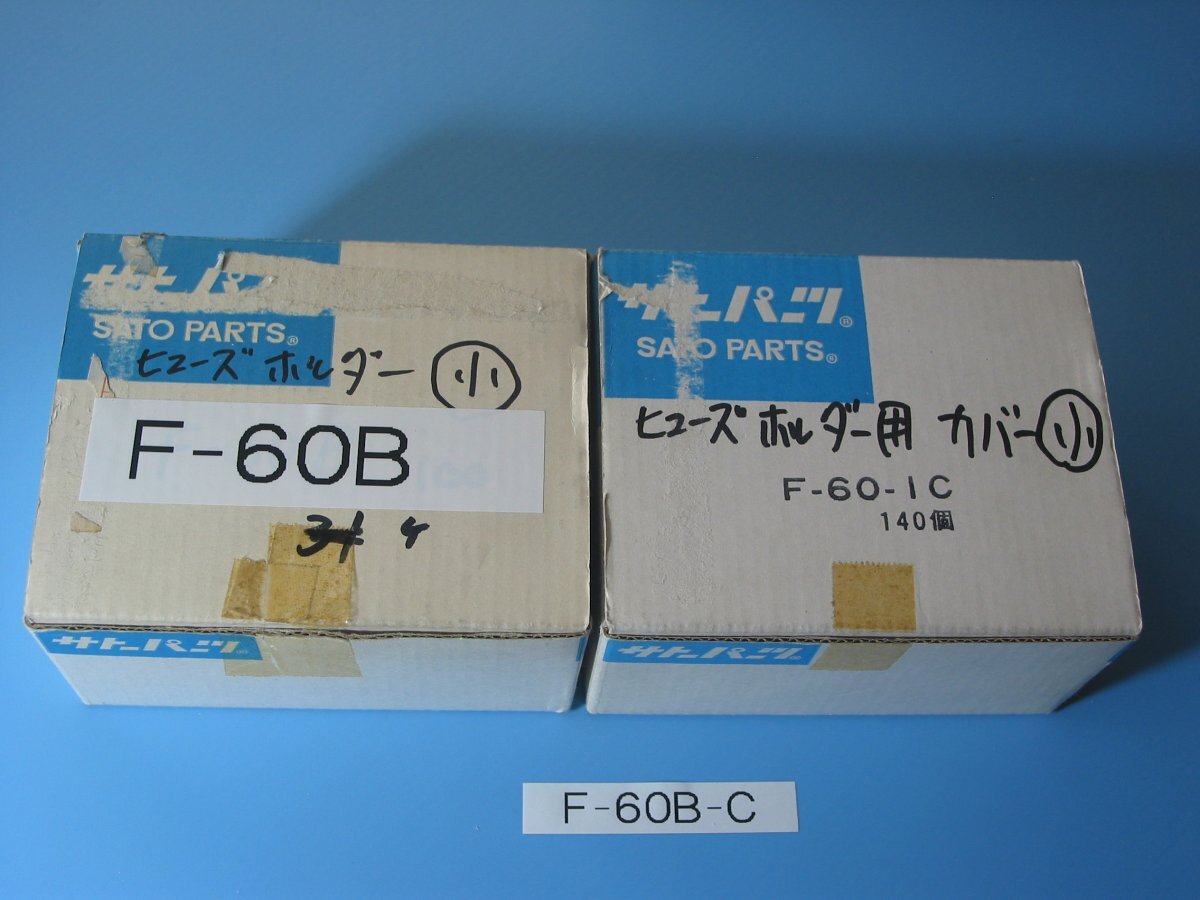 サトーパーツ
SATO PARTS®
ヒューズホルダー 小
F-60B
ケ
サトーパーツ®
サトーパーツ®
SATO PARTS®
ヒューズホルダー用 カバー 小
F-60-1C
140個
サトーパーツ®
F-60B-C